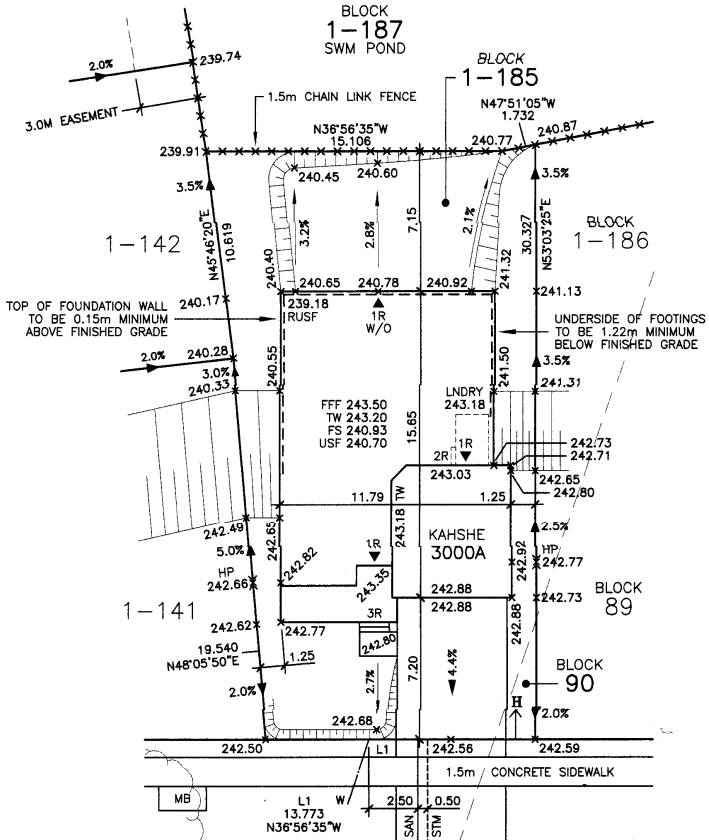 BLOCK
1-187
SWM POND
BLOCK
1-185
2.0%
239.74
3.0M EASEMENT
1.5m CHAIN LINK FENCE
N47°51'05"W
1.732
N36°56'35"W
15.106
239.91
240.77
240.87
240.45
240.60
3.5%
3.5%
3.2%
2.8%
7.15
2.1%
N45°46'20"E
10.619
30.327
N53°03'25"E
1-142
BLOCK
1-186
240.40
241.32
240.17
240.65
240.78
240.92
241.13
239.18
RUSF
1R
W/O
TOP OF FOUNDATION WALL
TO BE 0.15m MINIMUM
ABOVE FINISHED GRADE
UNDERSIDE OF FOOTINGS
TO BE 1.22m MINIMUM
BELOW FINISHED GRADE
2.0%
240.28
3.0%
240.33
240.55
241.50
3.5%
241.31
LNDRY
243.18
FFF 243.50
TW 243.20
FS 240.93
USF 240.70
15.65
2R
1R
243.03
242.73
242.71
242.65
242.80
11.79
TW
243.18
1.25
242.49
242.65
5.0%
KAHSHE
3000A
2.5%
HP
242.77
242.92
1R
243.35
HP
242.66
242.82
242.88
242.88
242.88
242.73
BLOCK
89
1-141
242.62
242.77
3R
242.80
19.540
N48°05'50"E
1.25
BLOCK
90
7.20
4.4%
2.7%
2.0%
H
2.0%
242.68
242.50
L1
242.56
242.59
1.5m CONCRETE SIDEWALK
MB
L1
13.773
N36°56'35"W
W
2.50
0.50
SAN
STM